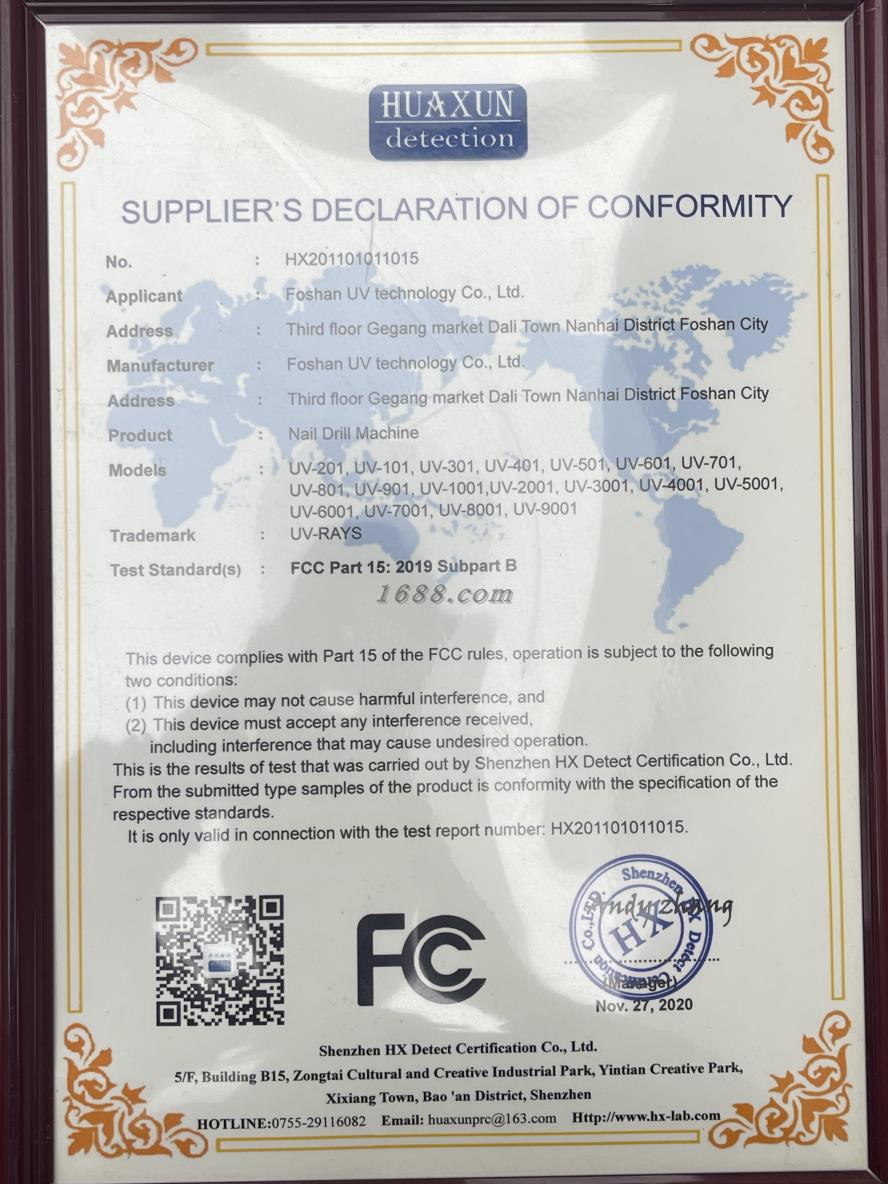 HUAXUN
detection
SUPPLIER'S DECLARATION OF CONFORMITY
No. : HX201101011015
Applicant : Foshan UV technology Co., Ltd.
Address : Third floor Gegang market Dali Town Nanhai District Foshan City
Manufacturer : Foshan UV technology Co., Ltd.
Address : Third floor Gegang market Dali Town Nanhai District Foshan City
Product : Nail Drill Machine
Models : UV-201, UV-101, UV-301, UV-401, UV-501, UV-601, UV-701,
UV-801, UV-901, UV-1001,UV-2001, UV-3001, UV-4001, UV-5001,
UV-6001, UV-7001, UV-8001, UV-9001
Trademark : UV-RAYS
Test Standard(s) : FCC Part 15: 2019 Subpart B
1688.com
This device complies with Part 15 of the FCC rules, operation is subject to the following
two conditions:
(1) This device may not cause harmful interference, and
(2) This device must accept any interference received,
including interference that may cause undesired operation.
This is the results of test that was carried out by Shenzhen HX Detect Certification Co., Ltd.
From the submitted type samples of the product is conformity with the specification of the
respective standards.
It is only valid in connection with the test report number: HX201101011015.
FC
Shenzhen HX Detect Co.,LTD.
HX
Andy zhang
(Manager)
Nov. 27, 2020
Shenzhen HX Detect Certification Co., Ltd.
5/F, Building B15, Zongtai Cultural and Creative Industrial Park, Yintian Creative Park,
Xixiang Town, Bao 'an District, Shenzhen
HOTLINE:0755-29116082 Email: huaxunprc@163.com Http://www.hx-lab.com